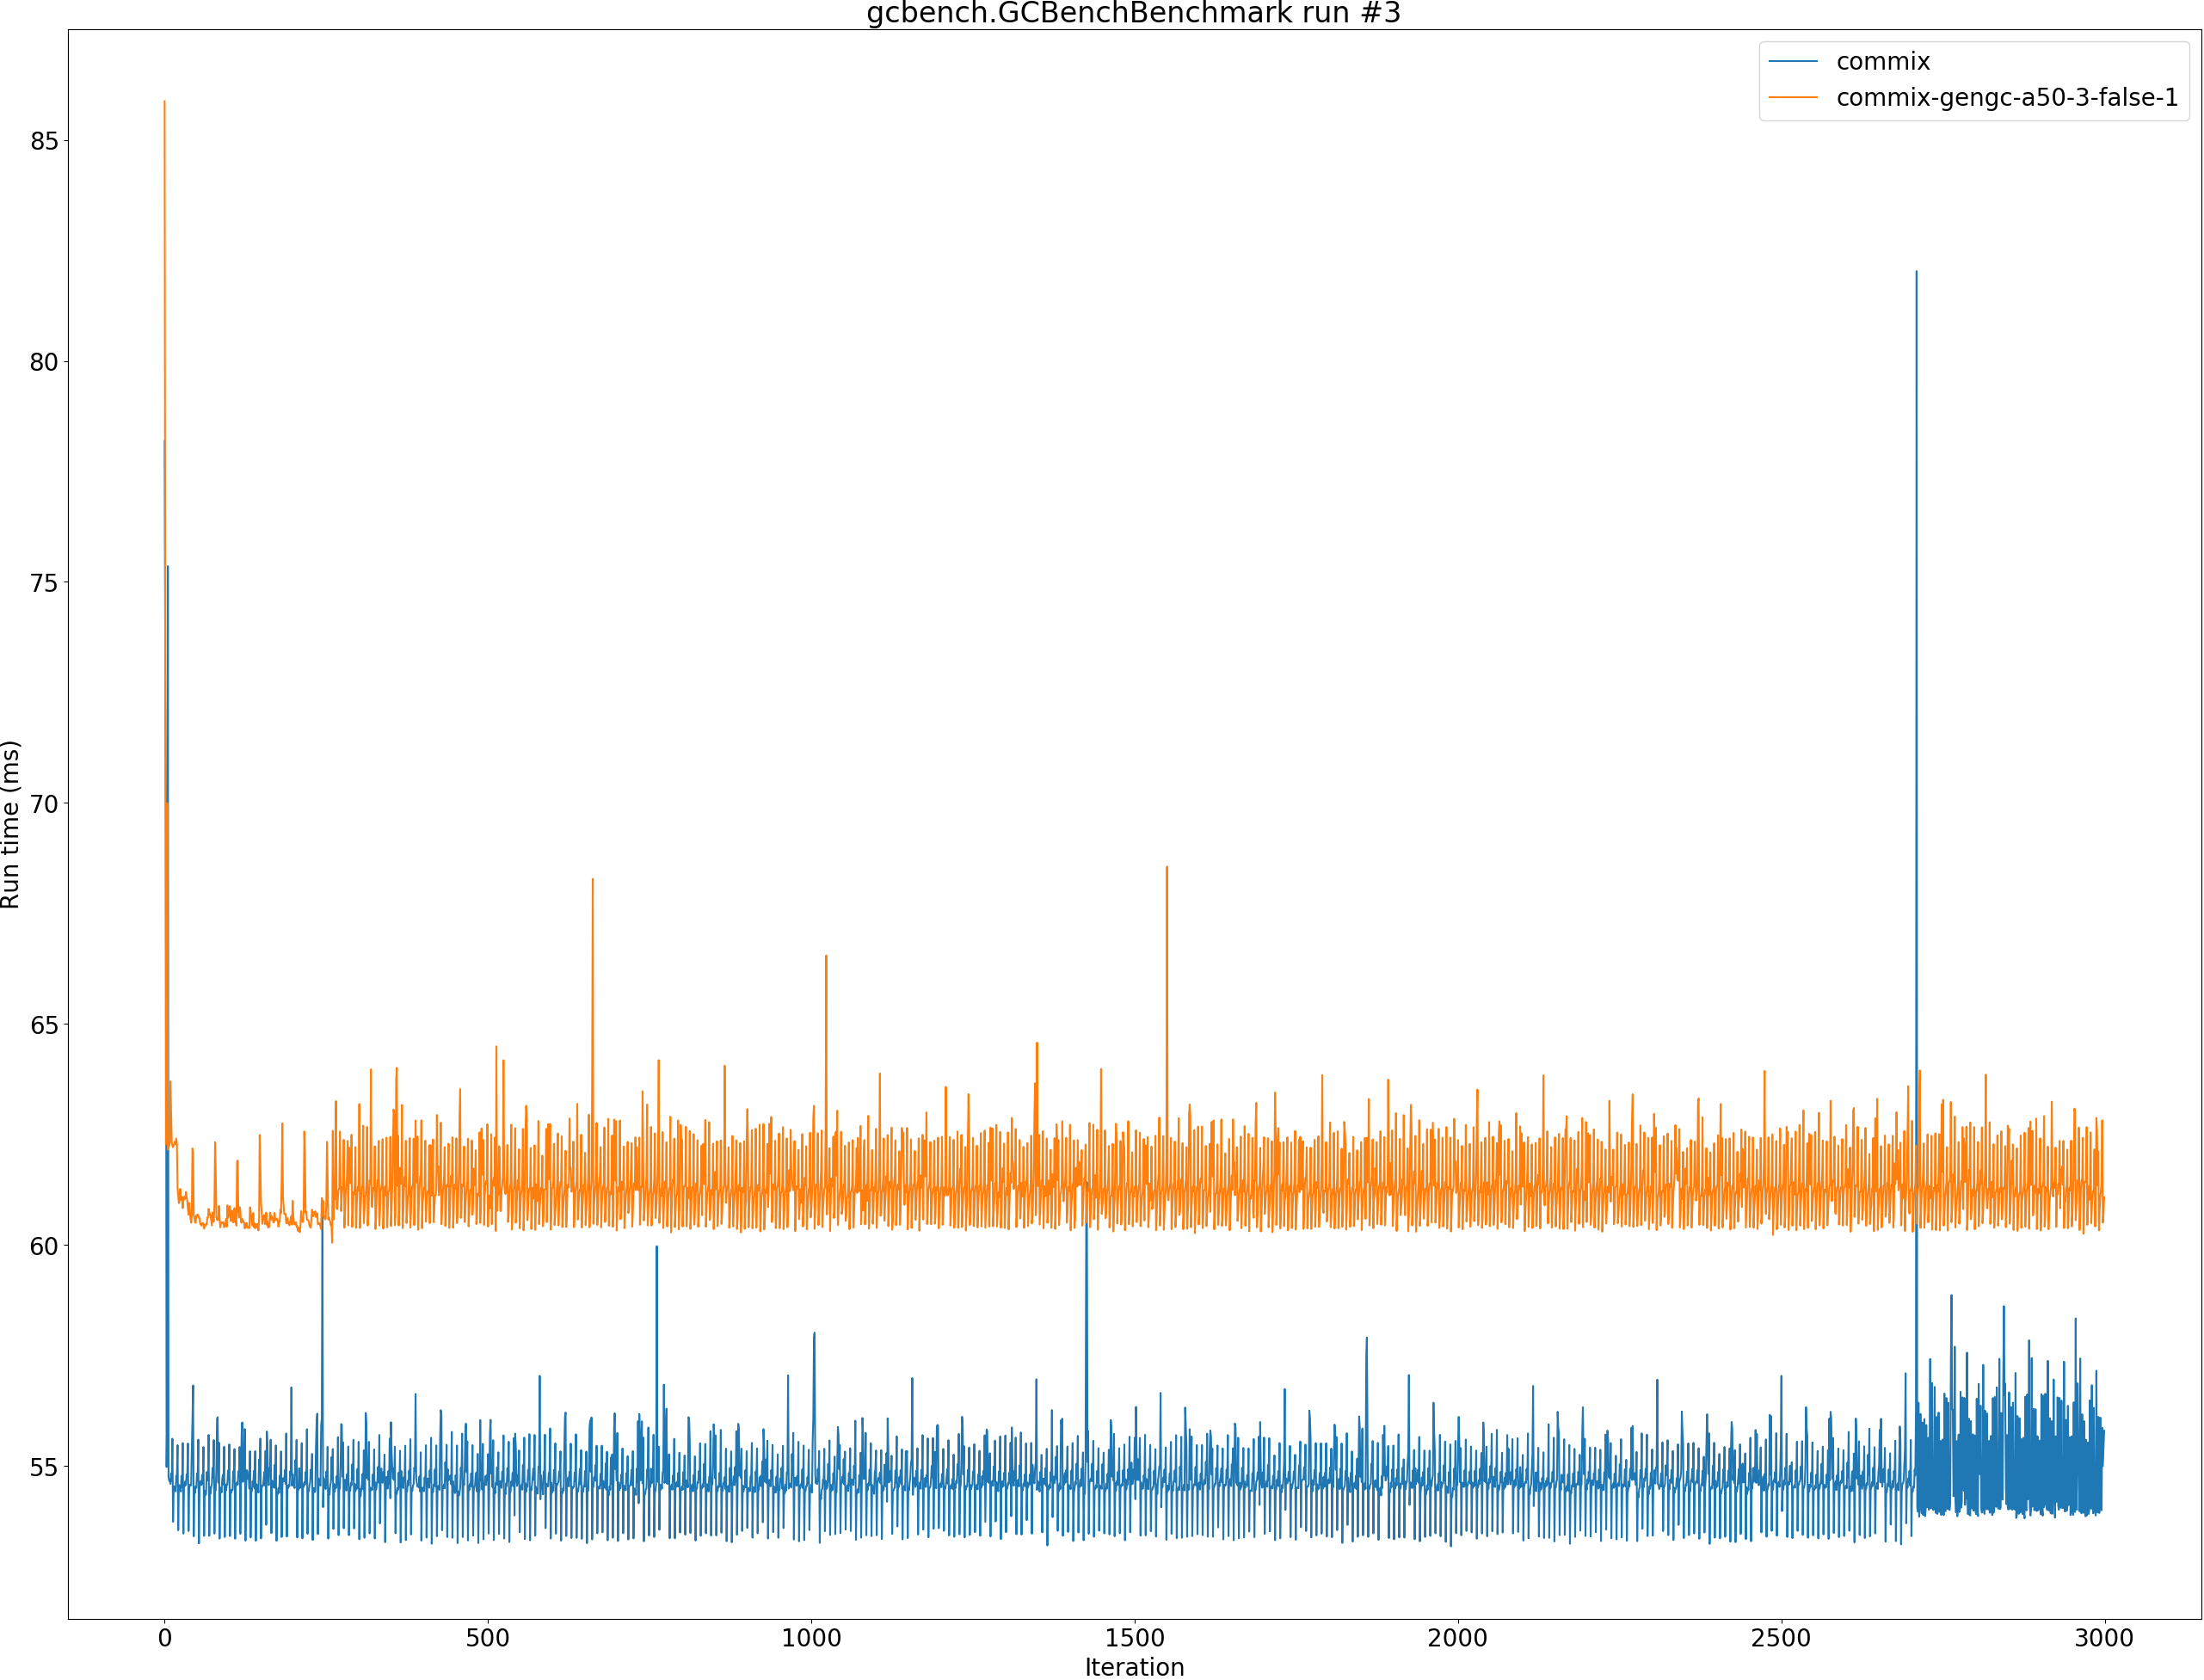 gcbench.GCBenchBenchmark run #3
commix
commix-gengc-a50-3-false-1
85
80
75
70
65
60
55
Run time (ms)
0 500 1000 1500 2000 2500 3000
Iteration